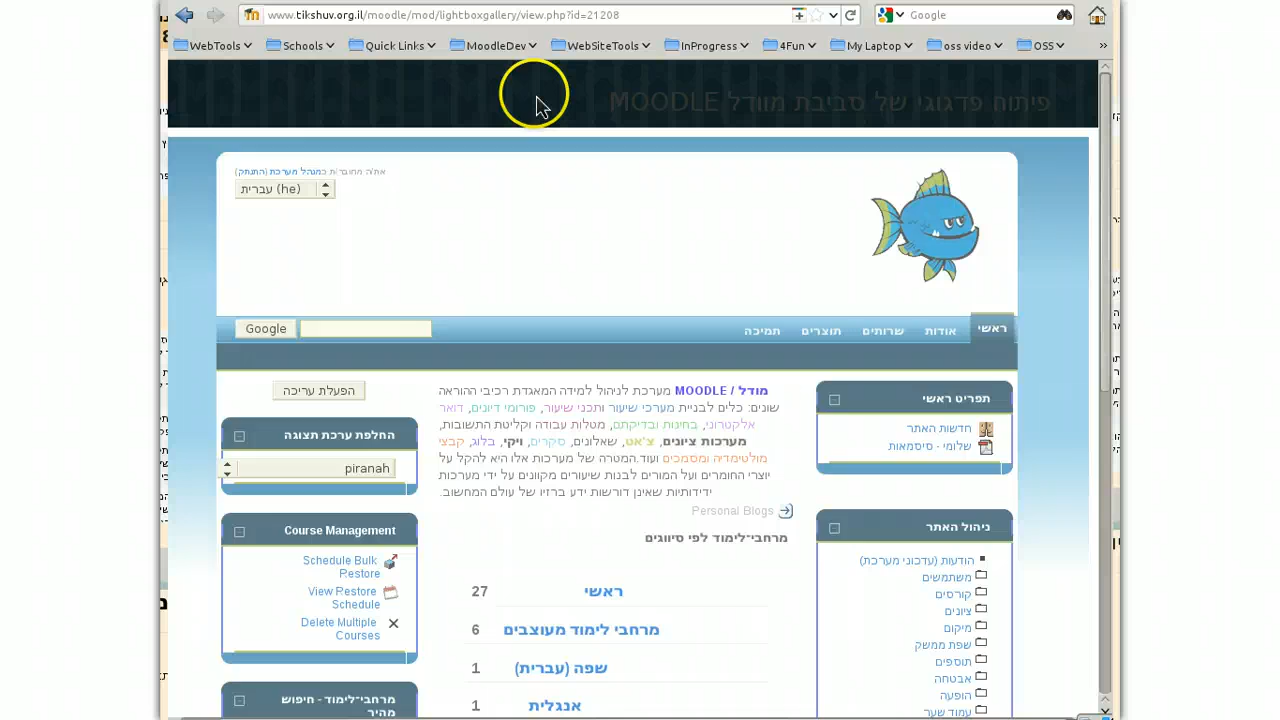 www.tikshuv.org.il/moodle/mod/lightboxgallery/view.php?id=21208
Google
WebTools
Schools
Quick Links
MoodleDev
WebSiteTools
InProgress
4Fun
My Laptop
oss video
OSS
»
פיתוח פדגוגי של סביבת מוודל MOODLE
את/ה מחובר/ת כמנהל מערכת (התנתק)
עברית (he)
ראשי
אודות
שרותים
תוצרים
תמיכה
Google
תפריט ראשי
חדשות האתר
שלומי - סיסמאות
ניהול האתר
הודעות (עדכוני מערכת)
משתמשים
קורסים
ציונים
מיקום
שפת ממשק
תוספים
אבטחה
הופעה
עמוד שער
מודל / MOODLE מערכת לניהול למידה המאגדת רכיבי ההוראה
שונים: כלים לבניית מערכי שיעור ותכני שיעור, פורומי דיונים, דואר
אלקטרוני, בחינות ובדיקתם, מטלות עבודה וקליטת התשובות,
מערכות ציונים, צ'אט, שאלונים, סקרים, ויקי, בלוג, קבצי
מולטימדיה ומסמכים ועוד.המטרה של מערכות אלו היא להקל על
יוצרי החומרים ועל המורים לבנות שיעורים מקוונים על ידי מערכות
ידידותיות שאינן דורשות ידע ברזיו של עולם המחשוב.
Personal Blogs
מרחבי־לימוד לפי סיווגים
ראשי 27
מרחבי לימוד מעוצבים 6
שפה (עברית) 1
אנגלית 1
הפעלת עריכה
החלפת ערכת תצוגה
piranah
Course Management
Schedule Bulk
Restore
View Restore
Schedule
Delete Multiple
Courses
מרחבי־לימוד - חיפוש
מהיר